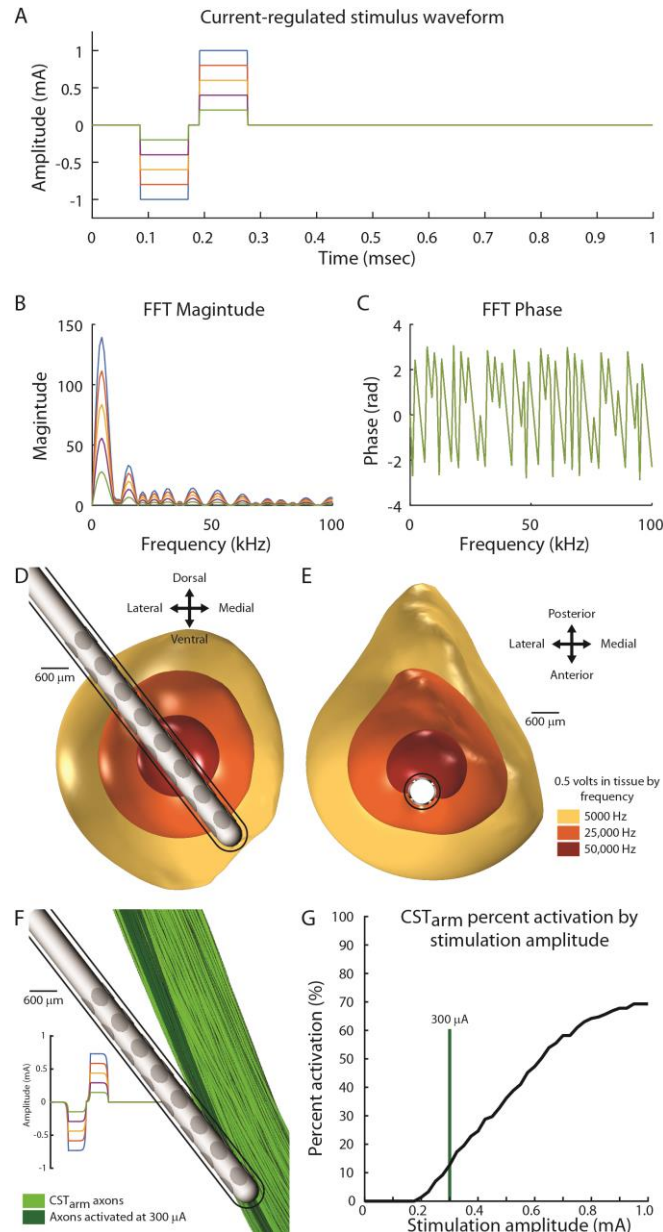 A
Current-regulated stimulus waveform
Amplitude (mA)
1
0.5
0
-0.5
-1
0 0.1 0.2 0.3 0.4 0.5 0.6 0.7 0.8 0.9 1
Time (msec)
B
FFT Magintude
Magnitude
150
100
50
0
0 50 100
Frequency (kHz)
C
FFT Phase
Phase (rad)
4
2
0
-2
-4
0 50 100
Frequency (kHz)
D
Dorsal
Lateral Medial
Ventral
600 μm
E
Posterior
Lateral Medial
Anterior
600 μm
0.5 volts in tissue by
frequency
5000 Hz
25,000 Hz
50,000 Hz
F
600 μm
Amplitude (mA)
1
0.5
0
-0.5
-1
CSTarm axons
Axons activated at 300 μA
G
CSTarm percent activation by
stimulation amplitude
Percent activation (%)
100
90
80
70
60
50
40
30
20
10
0
300 μA
0 0.2 0.4 0.6 0.8 1.0
Stimulation amplitude (mA)